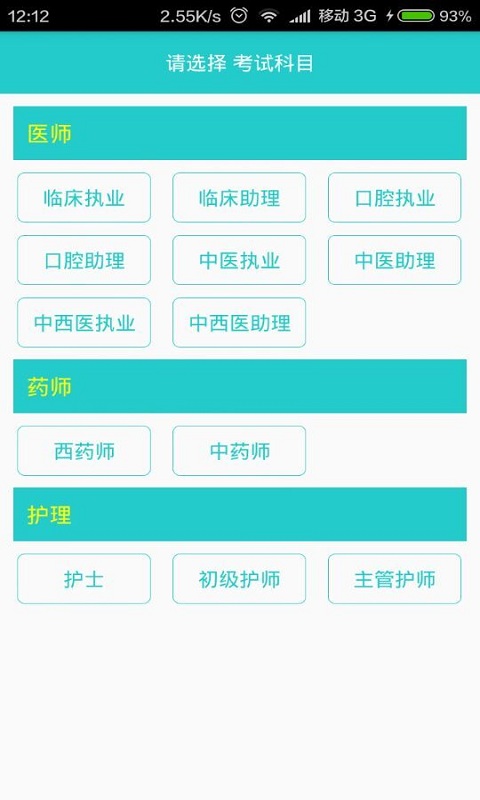 12:12 2.55K/s 移动 3G 93%
请选择 考试科目
医师
临床执业 临床助理 口腔执业
口腔助理 中医执业 中医助理
中西医执业 中西医助理
药师
西药师 中药师
护理
护士 初级护师 主管护师